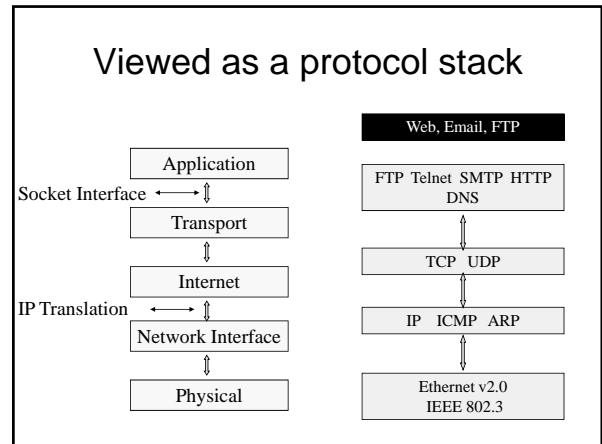 Viewed as a protocol stack
Application
Socket Interface
Transport
Internet
IP Translation
Network Interface
Physical
Web, Email, FTP
FTP Telnet SMTP HTTP
DNS
TCP UDP
IP ICMP ARP
Ethernet v2.0
IEEE 802.3